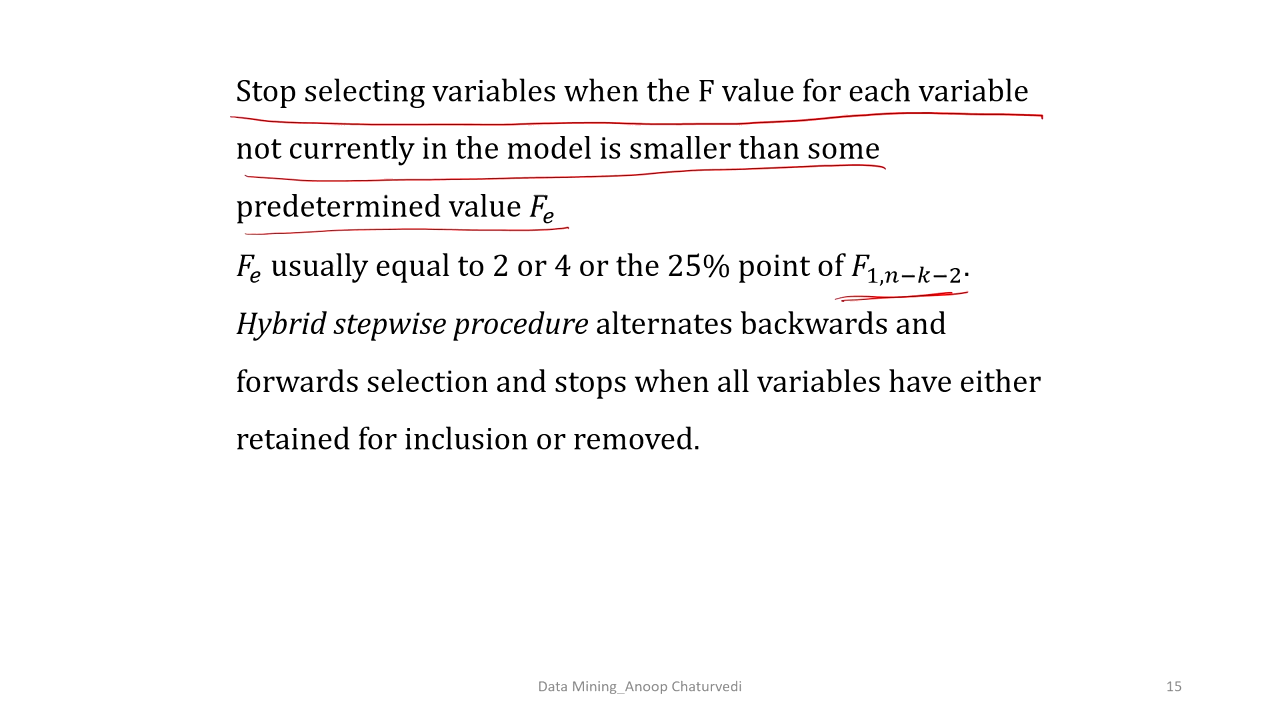 Stop selecting variables when the F value for each variable
not currently in the model is smaller than some
predetermined value Fₑ
Fₑ usually equal to 2 or 4 or the 25% point of F₁,ₙ₋ₖ₋₂.
Hybrid stepwise procedure alternates backwards and
forwards selection and stops when all variables have either
retained for inclusion or removed.
Data Mining_Anoop Chaturvedi
15